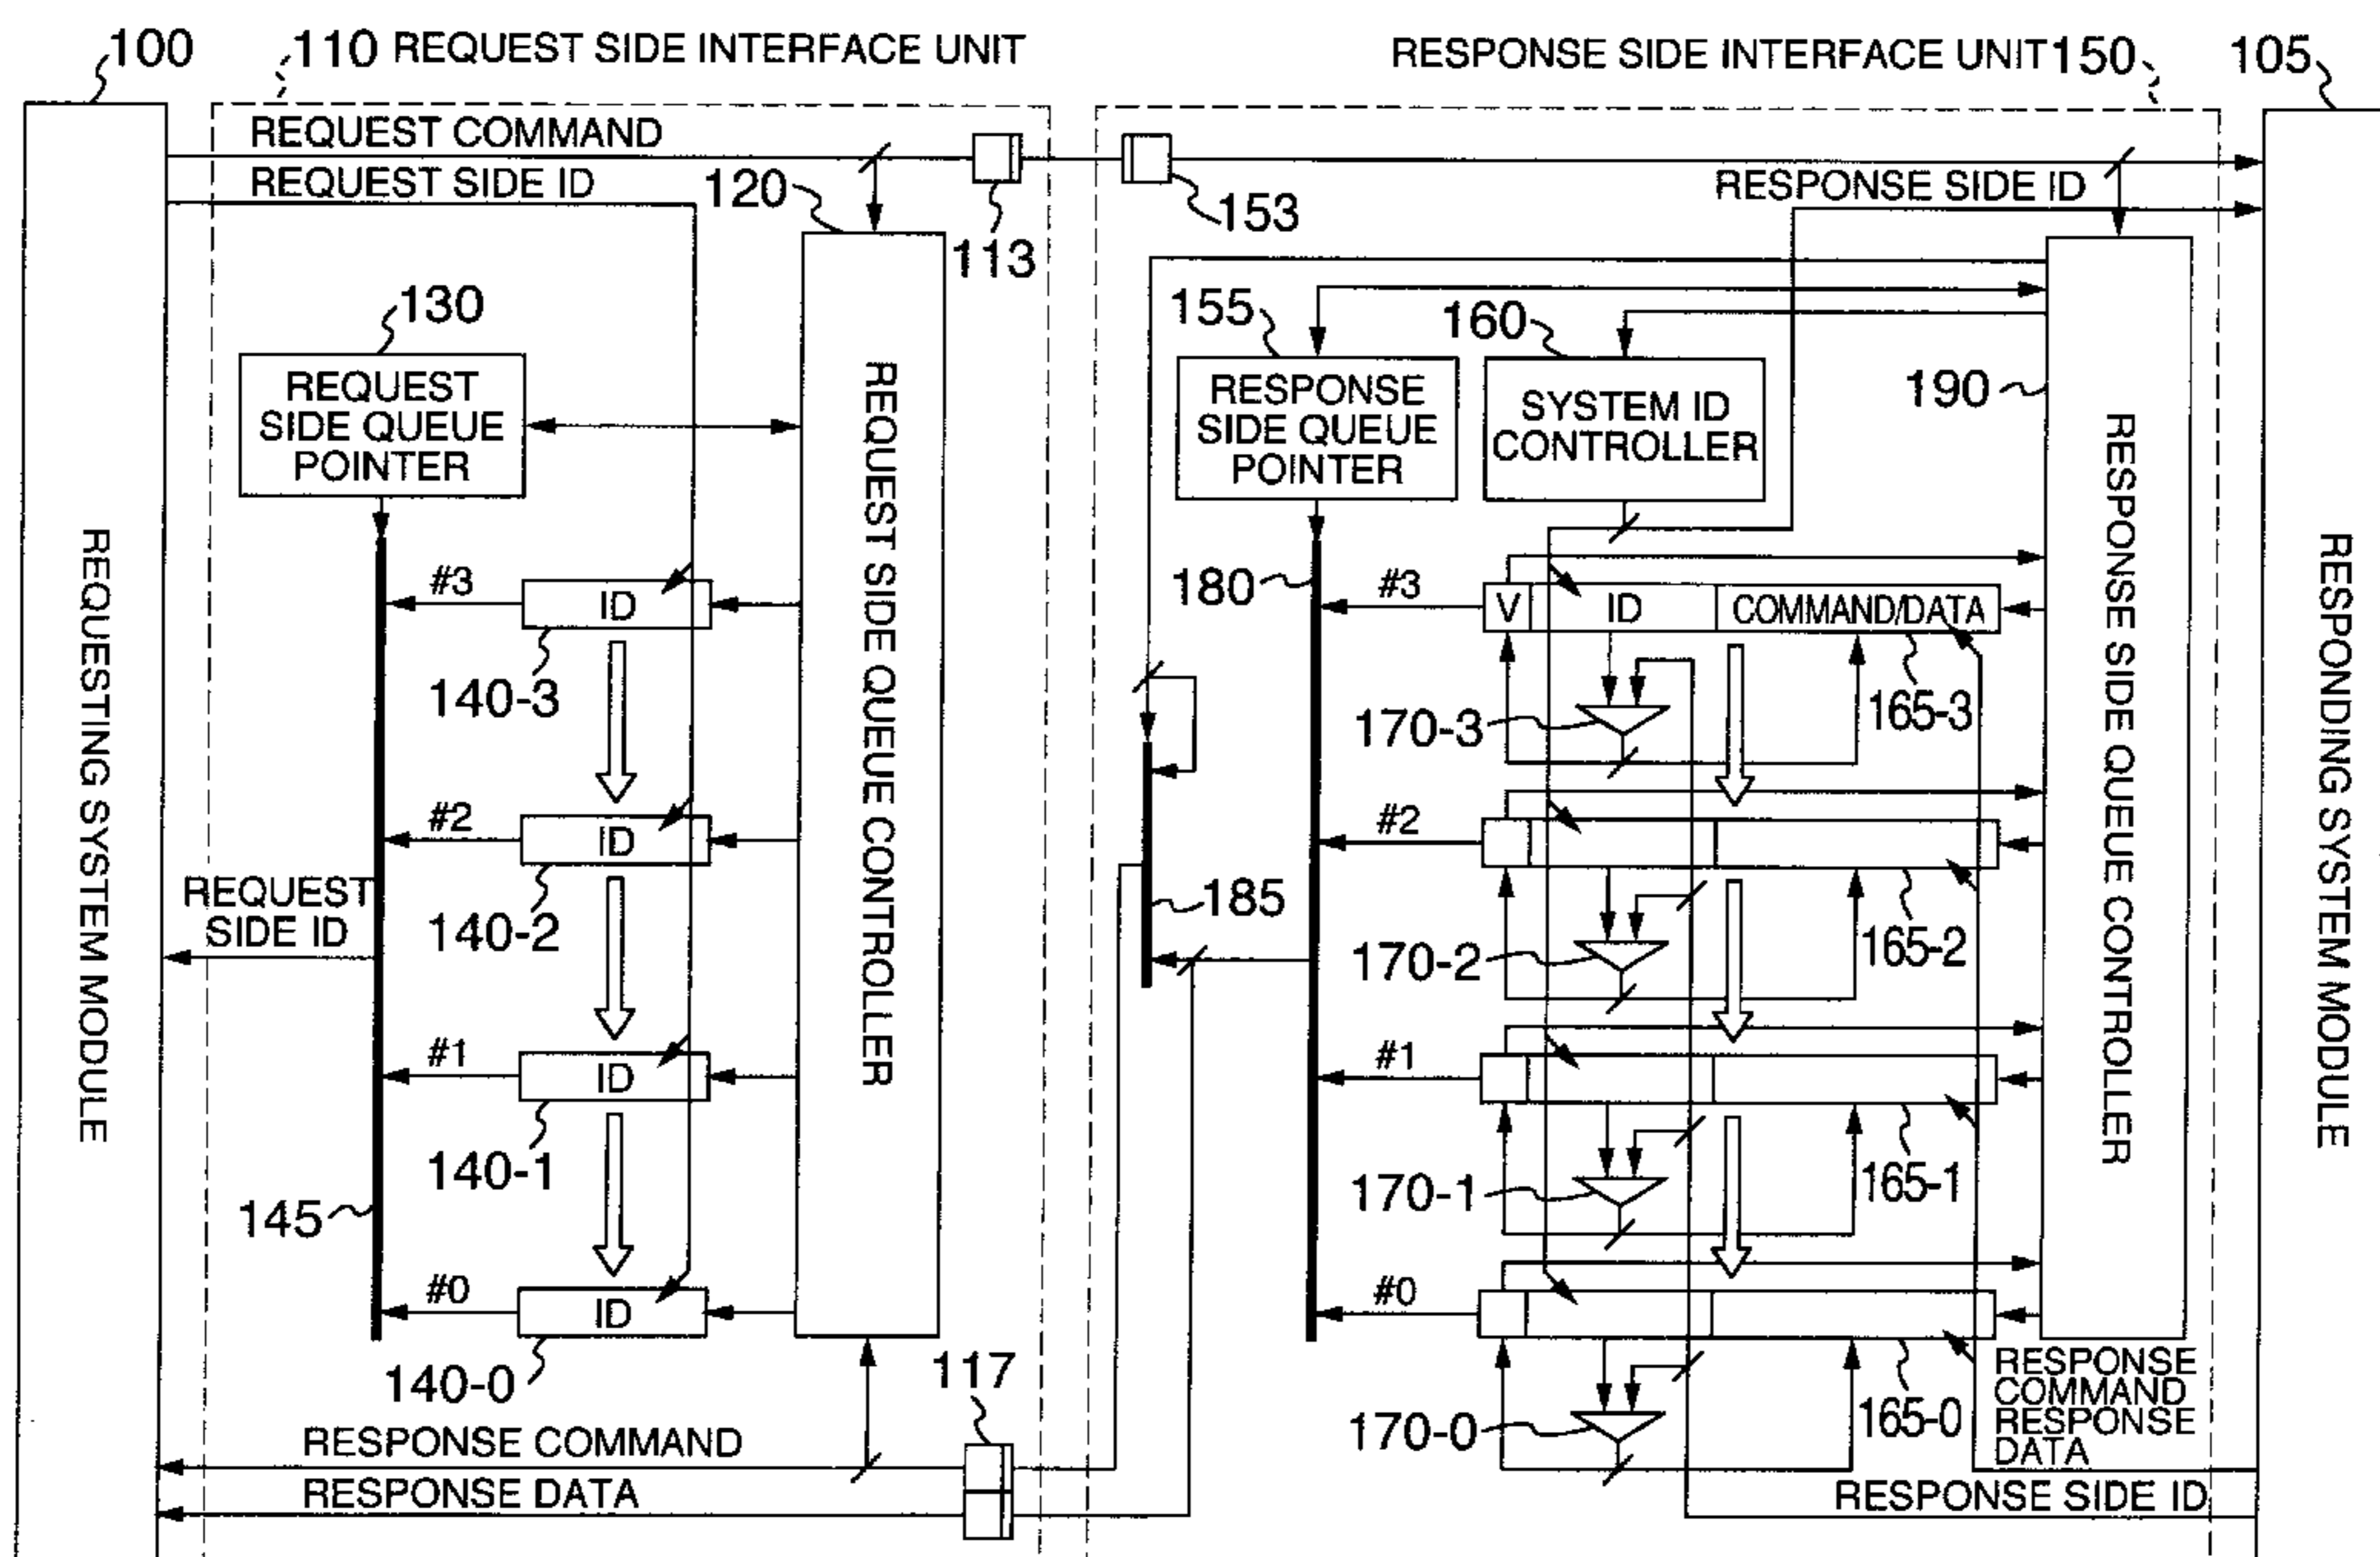 100
110 REQUEST SIDE INTERFACE UNIT
RESPONSE SIDE INTERFACE UNIT 150
105
REQUEST COMMAND
REQUEST SIDE ID
120
113
153
RESPONSE SIDE ID
130
REQUEST
SIDE QUEUE
POINTER
155
RESPONSE
SIDE QUEUE
POINTER
160
SYSTEM ID
CONTROLLER
190
REQUESTING SYSTEM MODULE
REQUEST SIDE QUEUE CONTROLLER
RESPONSE SIDE QUEUE CONTROLLER
RESPONDING SYSTEM MODULE
#3
ID
140-3
180
#3
V
ID
COMMAND/DATA
170-3
165-3
#2
ID
140-2
REQUEST
SIDE ID
185
#2
170-2
165-2
#1
ID
140-1
145
#1
170-1
165-1
#0
ID
140-0
117
#0
170-0
165-0
RESPONSE
COMMAND
RESPONSE
DATA
RESPONSE COMMAND
RESPONSE DATA
RESPONSE SIDE ID